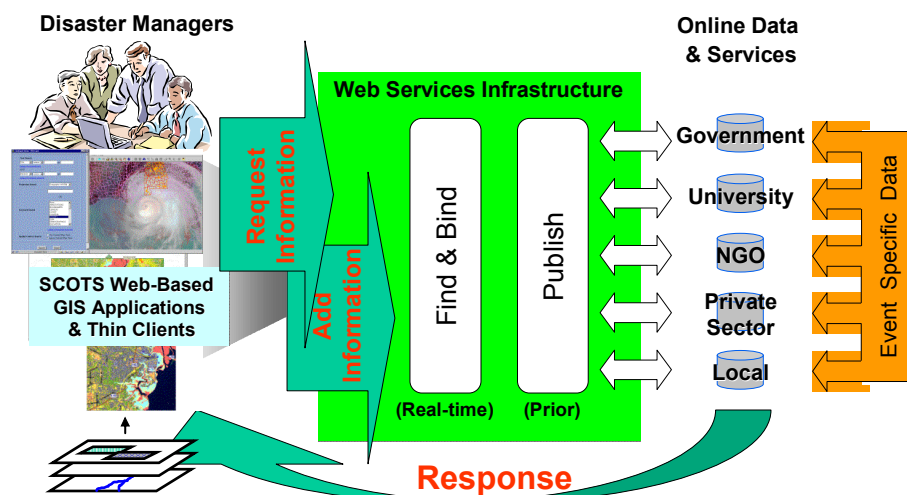 Disaster Managers
Online Data
& Services
Web Services Infrastructure
Request
Information
Add
Information
Find & Bind
Publish
(Real-time)
(Prior)
Government
University
NGO
Private
Sector
Local
Event Specific Data
SCOTS Web-Based
GIS Applications
& Thin Clients
Response